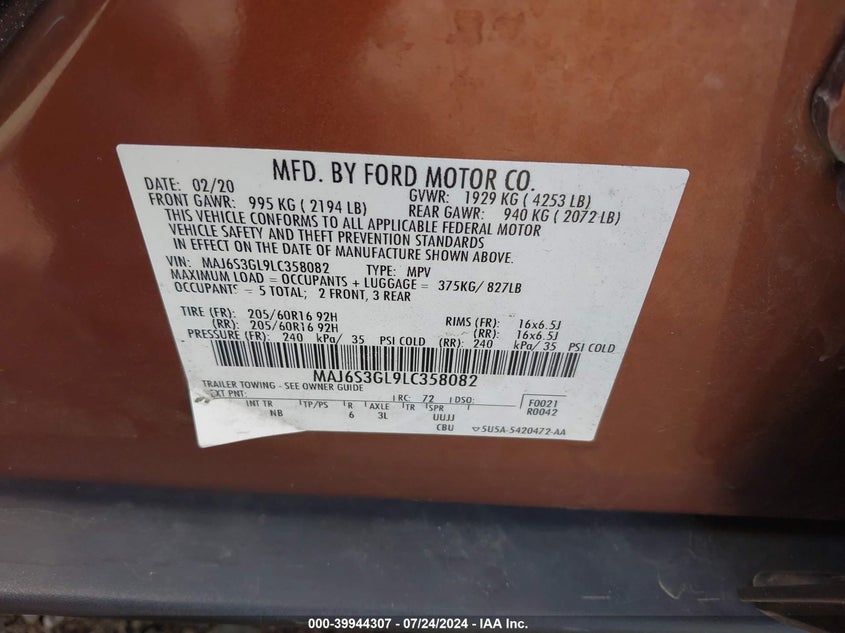 MFD. BY FORD MOTOR CO.
DATE: 02/20 GVWR: 1929 KG ( 4253 LB)
FRONT GAWR: 995 KG ( 2194 LB) REAR GAWR: 940 KG ( 2072 LB)
THIS VEHICLE CONFORMS TO ALL APPLICABLE FEDERAL MOTOR
VEHICLE SAFETY AND THEFT PREVENTION STANDARDS
IN EFFECT ON THE DATE OF MANUFACTURE SHOWN ABOVE.
VIN: MAJ6S3GL9LC358082 TYPE: MPV
MAXIMUM LOAD = OCCUPANTS + LUGGAGE = 375KG/ 827LB
OCCUPANTS = 5 TOTAL; 2 FRONT, 3 REAR
TIRE (FR): 205/60R16 92H RIMS (FR): 16x6.5J
(RR): 205/60R16 92H (RR): 16x6.5J
PRESSURE (FR): 240 kPa/ 35 PSI COLD (RR): 240 kPa/ 35 PSI COLD
MAJ6S3GL9LC358082
TRAILER TOWING - SEE OWNER GUIDE
EXT PNT: RC: 72 DSO: F0021
INT TR TP/PS R AXLE TR SPR R0042
NB 6 3L UUJJ
CBU 5U5A-5420472-AA
000-39944307 - 07/24/2024 - IAA Inc.